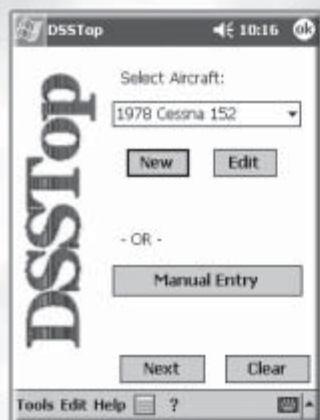 DSSTop 10:16 ok
DSSTop
Select Aircraft:
1978 Cessna 152
New Edit
- OR -
Manual Entry
Next Clear
Tools Edit Help ?